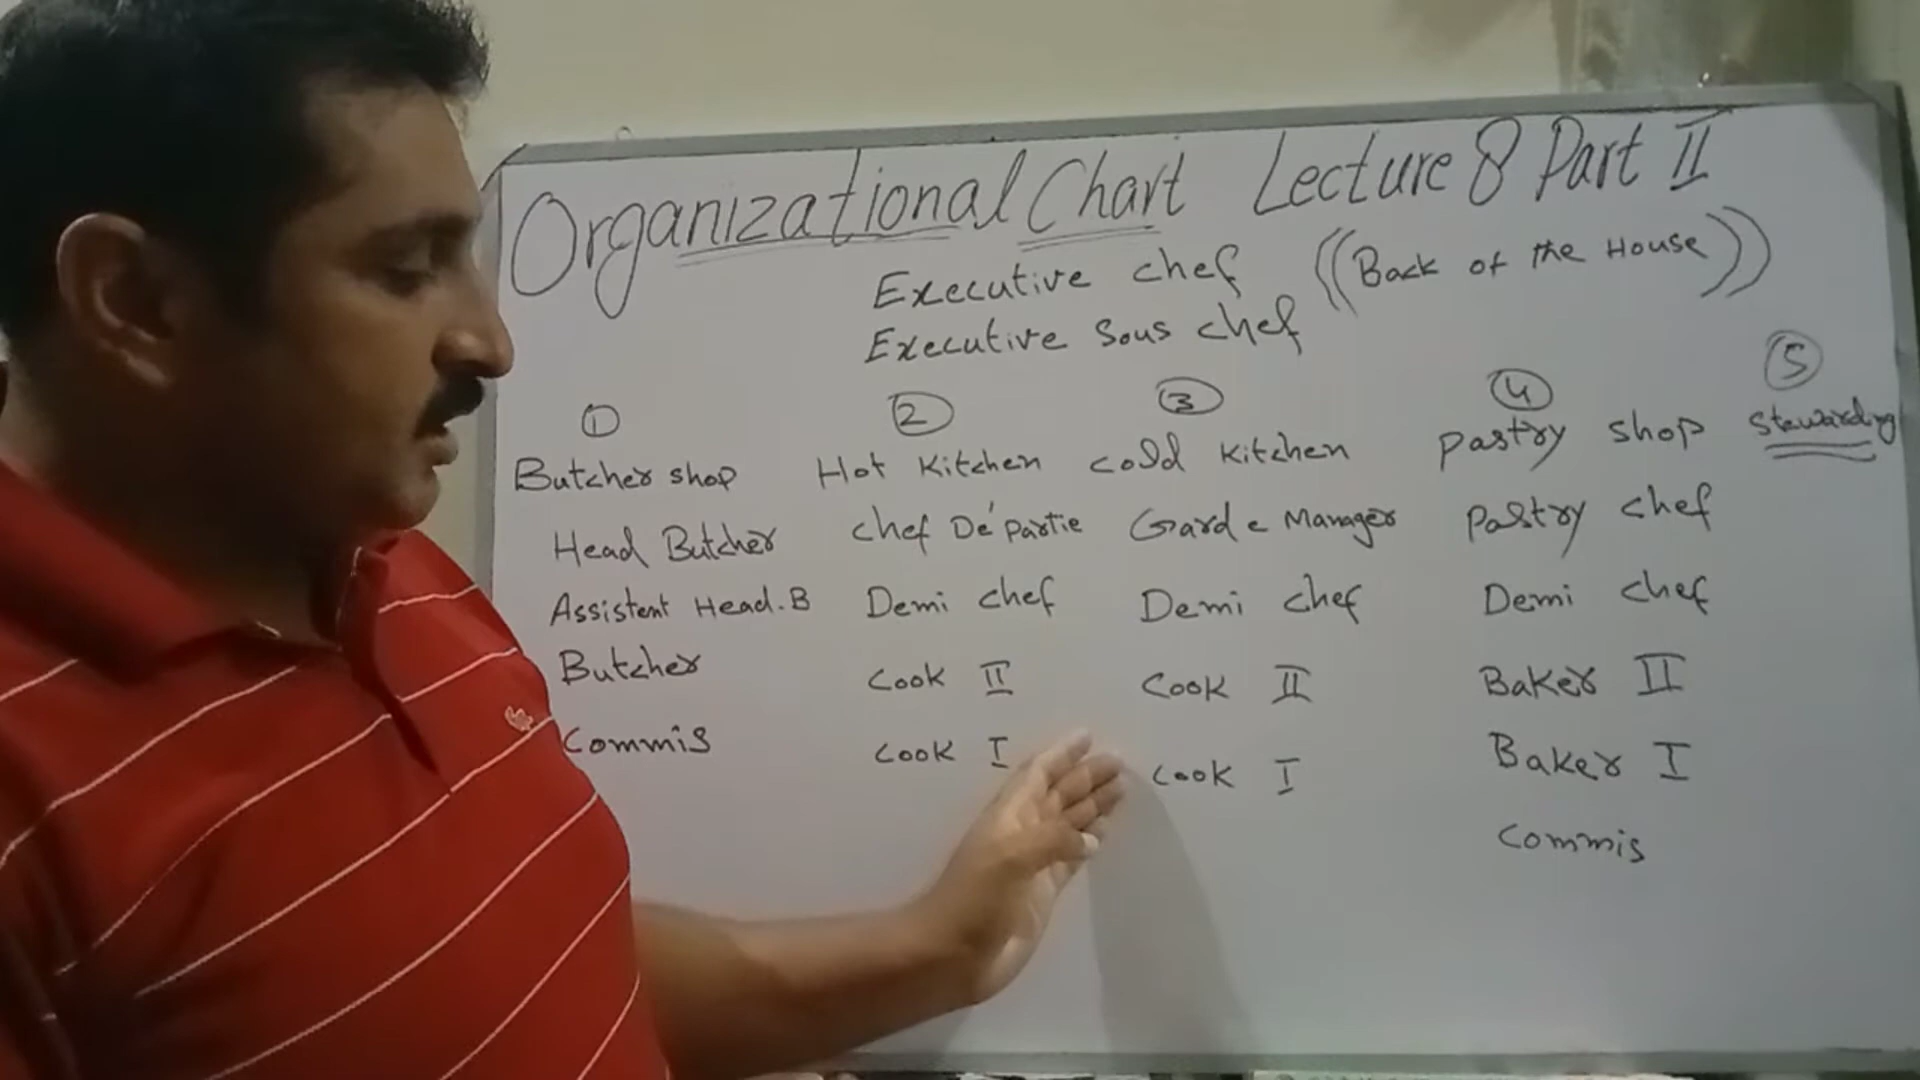 Organizational Chart Lecture 8 Part II
Executive chef ((Back of the House))
Executive Sous chef
1 2 3 4 5
Butcher shop Hot Kitchen cold Kitchen Pastry shop Stewarding
Head Butcher chef De' Partie Garde Manager Pastry chef
Assistent Head.B Demi chef Demi chef Demi chef
Butcher Cook II Cook II Baker II
Commis Cook I Cook I Baker I
Commis